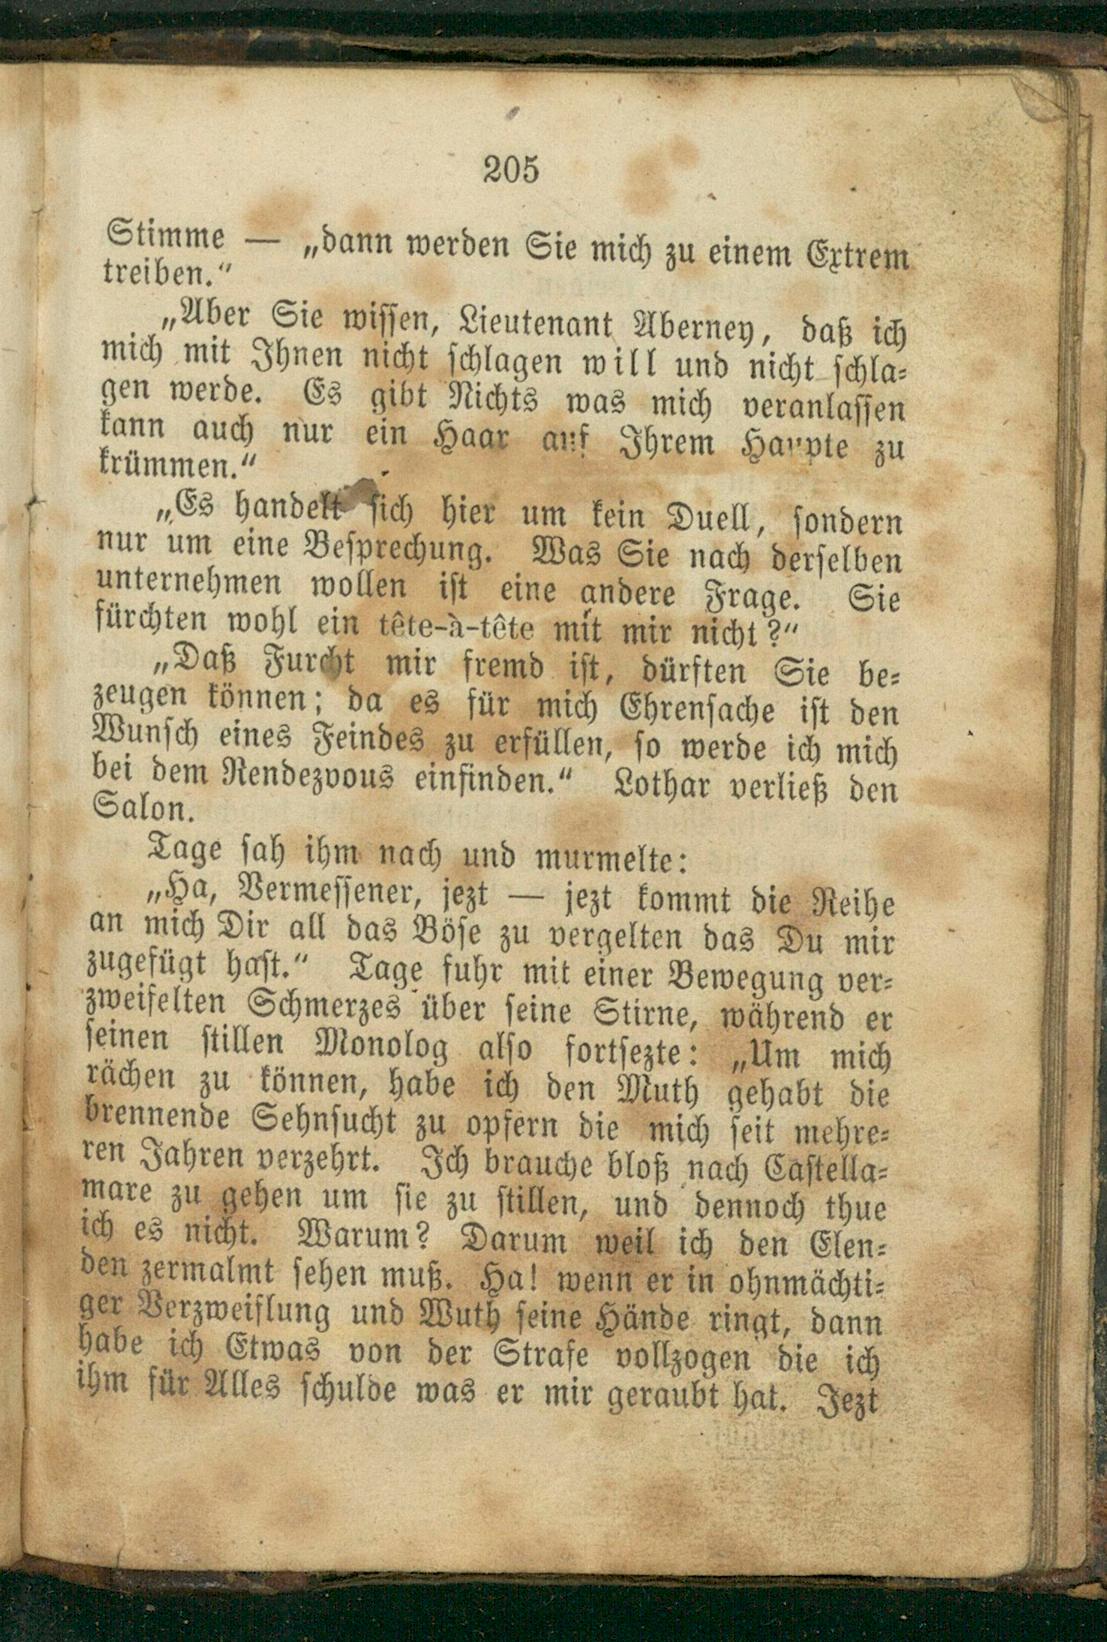 205
Stimme — „dann werden Sie mich zu einem Extrem
treiben.“
„Aber Sie wissen, Lieutenant Aberney, daß ich
mich mit Ihnen nicht schlagen will und nicht schla-
gen werde. Es gibt Nichts was mich veranlassen
kann auch nur ein Haar auf Ihrem Haupte zu
krümmen.“
„Es handelt sich hier um kein Duell, sondern
nur um eine Besprechung. Was Sie nach derselben
unternehmen wollen ist eine andere Frage. Sie
fürchten wohl ein tête-à-tête mit mir nicht?“
„Daß Furcht mir fremd ist, dürften Sie be-
zeugen können; da es für mich Ehrensache ist den
Wunsch eines Feindes zu erfüllen, so werde ich mich
bei dem Rendezvous einfinden.“ Lothar verließ den
Salon.
Tage sah ihm nach und murmelte:
„Ha, Vermessener, jezt — jezt kommt die Reihe
an mich Dir all das Böse zu vergelten das Du mir
zugefügt hast.“ Tage fuhr mit einer Bewegung ver-
zweifelten Schmerzes über seine Stirne, während er
seinen stillen Monolog also fortsezte: „Um mich
rächen zu können, habe ich den Muth gehabt die
brennende Sehnsucht zu opfern die mich seit mehre-
ren Jahren verzehrt. Ich brauche bloß nach Castella-
mare zu gehen um sie zu stillen, und dennoch thue
ich es nicht. Warum? Darum weil ich den Elen-
den zermalmt sehen muß. Ha! wenn er in ohnmächti-
ger Verzweiflung und Wuth seine Hände ringt, dann
habe ich Etwas von der Strafe vollzogen die ich
ihm für Alles schulde was er mir geraubt hat. Jezt